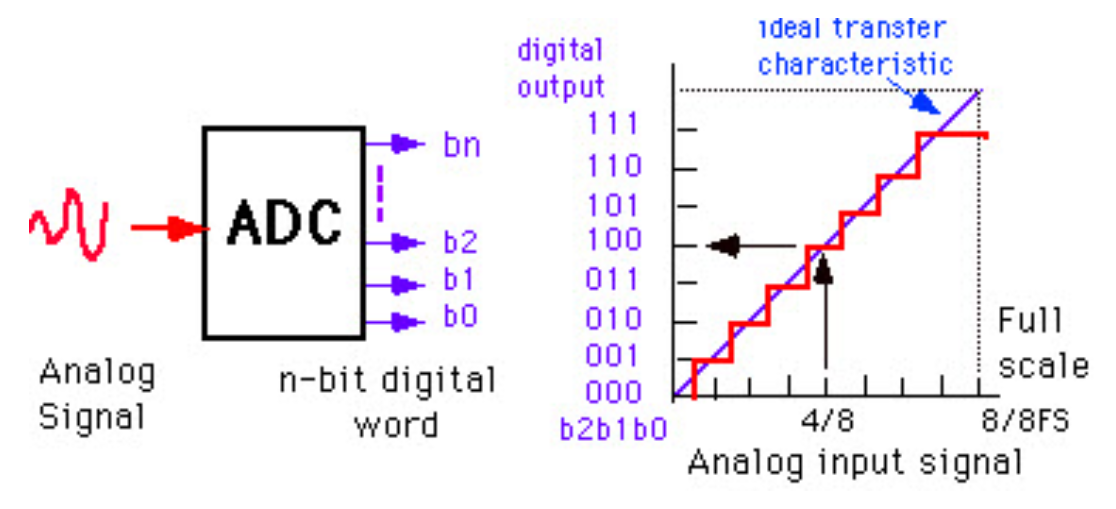 ADC
bn
b2
b1
b0
Analog
Signal
n-bit digital
word
digital
output
ideal transfer
characteristic
111
110
101
100
011
010
001
000
b2b1b0
4/8
8/8FS
Full
scale
Analog input signal